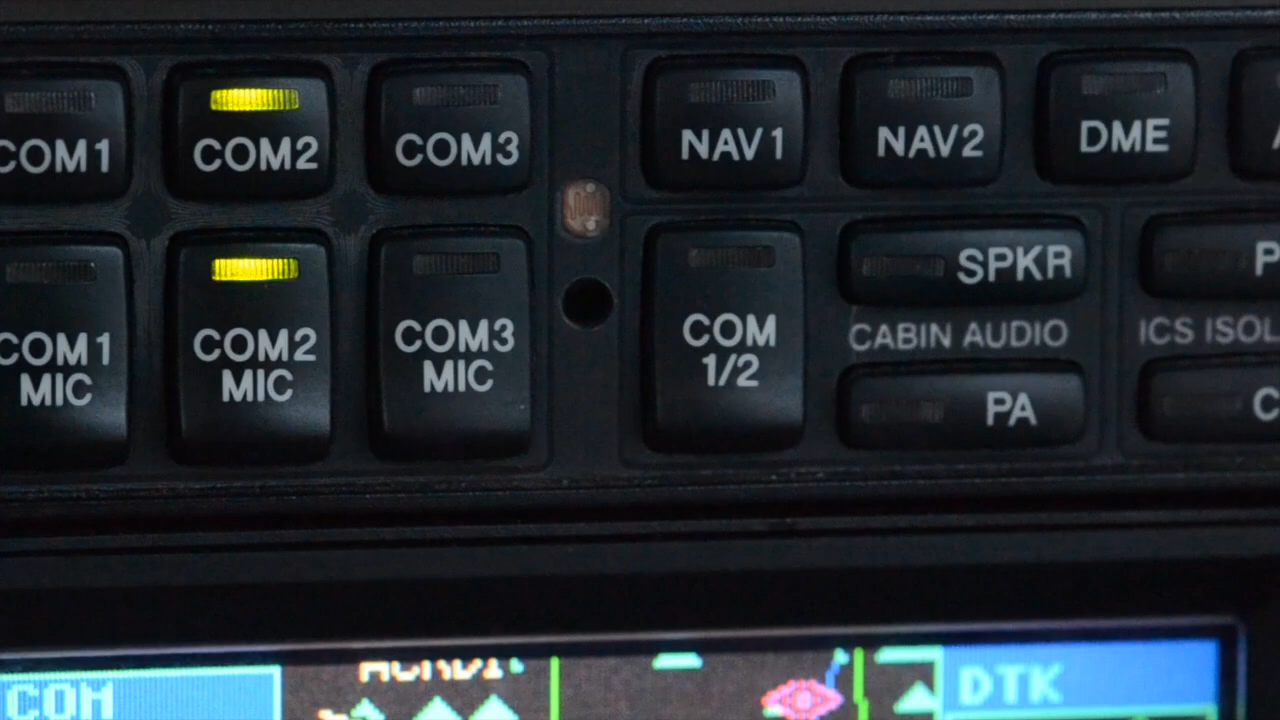 COM1 COM2 COM3 NAV1 NAV2 DME
COM1 MIC
COM2 MIC
COM3 MIC
COM 1/2
SPKR
CABIN AUDIO
PA
ICS ISOL
P
C
COM
DTK